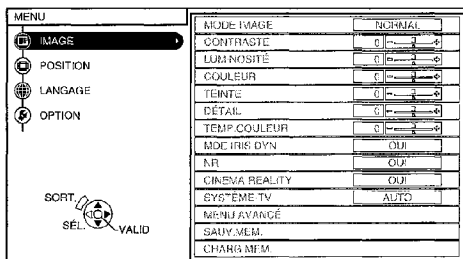 MENU
IMAGE
POSITION
LANGAGE
OPTION
SORT.
SÉL.
VALID
MODE IMAGE NORMAL
CONTRASTE 0
LUMINOSITÉ 0
COULEUR 0
TEINTE 0
DÉTAIL 0
TEMP.COULEUR 0
MDE IRIS DYN OUI
NR OUI
CINEMA REALITY OUI
SYSTÈME TV AUTO
MENU AVANCÉ
SAUV.MEM.
CHARG MEM.